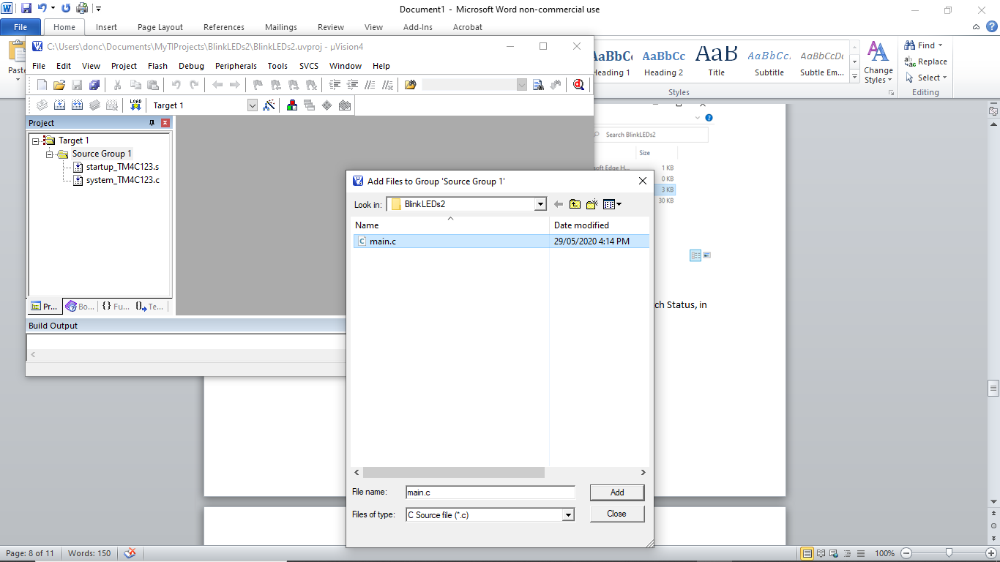 Document1 - Microsoft Word non-commercial use
File Home Insert Page Layout References Mailings Review View Add-Ins Acrobat
Paste
C:\Users\donc\Documents\MyTIProjects\BlinkLEDs2\BlinkLEDs2.uvproj - µVision4
File Edit View Project Flash Debug Peripherals Tools SVCS Window Help
LOAD
Target 1
Project
Target 1
Source Group 1
startup_TM4C123.s
system_TM4C123.c
Pr... Bo... {} Fu... Te...
Build Output
AaBbCc AaBbCc AaB AaBbCc. AaBbCcDc
Heading 1 Heading 2 Title Subtitle Subtle Em...
Change
Styles
Styles
Find
Replace
Select
Editing
Search BlinkLEDs2
Size
soft Edge H... 1 KB
0 KB
3 KB
30 KB
ch Status, in
Add Files to Group 'Source Group 1'
Look in: BlinkLEDs2
Name Date modified
main.c 29/05/2020 4:14 PM
File name: main.c Add
Files of type: C Source file (*.c) Close
Page: 8 of 11 Words: 150 100%